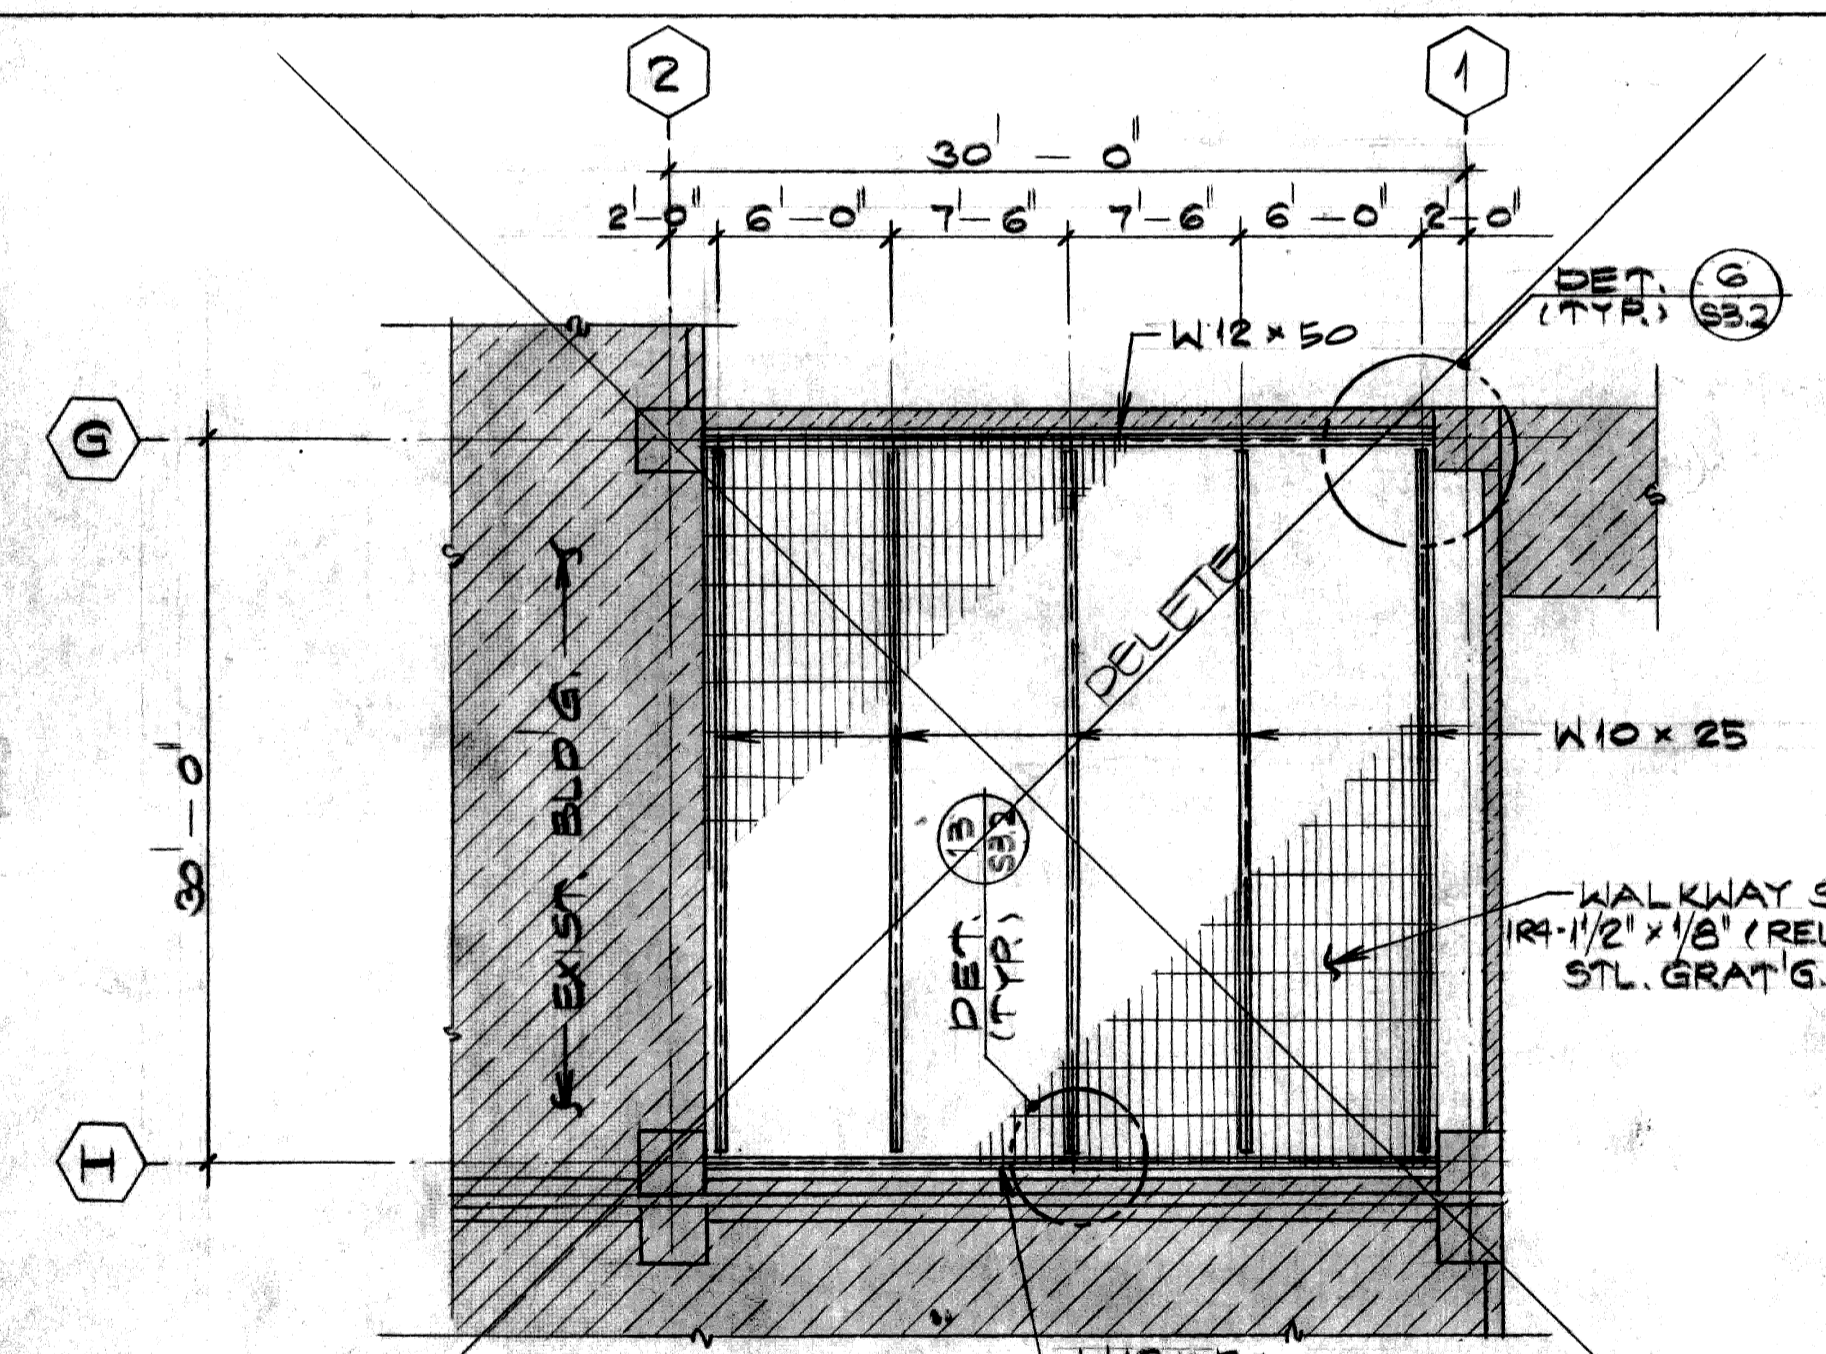 2
1
30'-0"
2'-0" 6'-0" 7'-6" 7'-6" 6'-0" 2'-0"
DET. 6
(TYP.) S3.2
W12 x 50
G
DELETE
EXIST. BLDG.
W10 x 25
30'-0"
13
S3.2
DET.
(TYP.)
WALKWAY
1R4-1 1/2" x 1/8"
STL. GRAT'G.
I